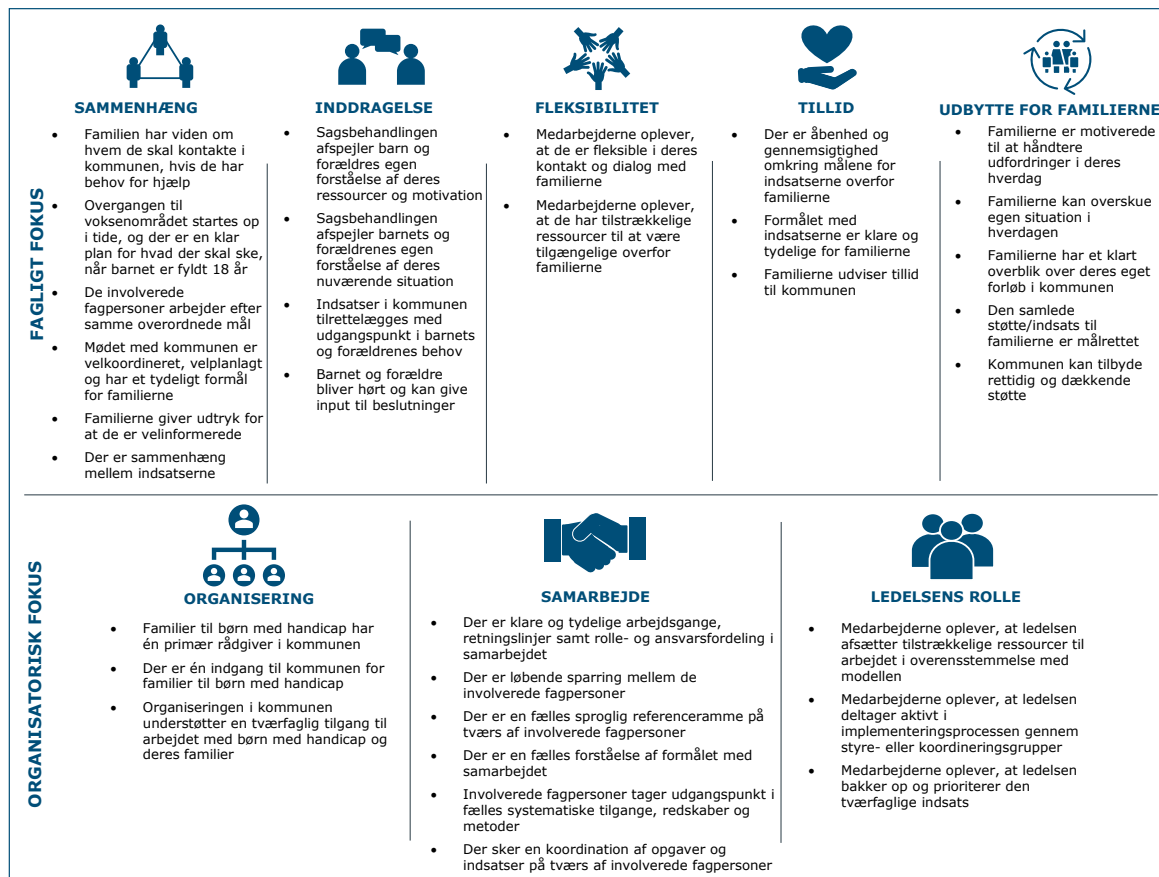 FAGLIGT FOKUS
SAMMENHÆNG
• Familien har viden om
hvem de skal kontakte i
kommunen, hvis de har
behov for hjælp
• Overgangen til
voksenområdet startes op
i tide, og der er en klar
plan for hvad der skal ske,
når barnet er fyldt 18 år
• De involverede
fagpersoner arbejder efter
samme overordnede mål
• Mødet med kommunen er
velkoordineret, velplanlagt
og har et tydeligt formål
for familierne
• Familierne giver udtryk for
at de er velinformerede
• Der er sammenhæng
mellem indsatserne
INDDRAGELSE
• Sagsbehandlingen
afspejler barn og
forældres egen
forståelse af deres
ressourcer og motivation
• Sagsbehandlingen
afspejler barnets og
forældrenes egen
forståelse af deres
nuværende situation
• Indsatser i kommunen
tilrettelægges med
udgangspunkt i barnets
og forældrenes behov
• Barnet og forældre
bliver hørt og kan give
input til beslutninger
FLEKSIBILITET
• Medarbejderne oplever,
at de er fleksible i deres
kontakt og dialog med
familierne
• Medarbejderne oplever,
at de har tilstrækkelige
ressourcer til at være
tilgængelige overfor
familierne
TILLID
• Der er åbenhed og
gennemsigtighed
omkring målene for
indsatserne overfor
familierne
• Formålet med
indsatserne er klare og
tydelige for familierne
• Familierne udviser tillid
til kommunen
UDBYTTE FOR FAMILIERNE
• Familierne er motiverede
til at håndtere
udfordringer i deres
hverdag
• Familierne kan overskue
egen situation i
hverdagen
• Familierne har et klart
overblik over deres eget
forløb i kommunen
• Den samlede
støtte/indsats til
familierne er målrettet
• Kommunen kan tilbyde
rettidig og dækkende
støtte
ORGANISATORISK FOKUS
ORGANISERING
• Familier til børn med handicap har
én primær rådgiver i kommunen
• Der er én indgang til kommunen for
familier til børn med handicap
• Organiseringen i kommunen
understøtter en tværfaglig tilgang til
arbejdet med børn med handicap og
deres familier
SAMARBEJDE
• Der er klare og tydelige arbejdsgange,
retningslinjer samt rolle- og ansvarsfordeling i
samarbejdet
• Der er løbende sparring mellem de
involverede fagpersoner
• Der er en fælles sproglig referenceramme på
tværs af involverede fagpersoner
• Der er en fælles forståelse af formålet med
samarbejdet
• Involverede fagpersoner tager udgangspunkt i
fælles systematiske tilgange, redskaber og
metoder
• Der sker en koordination af opgaver og
indsatser på tværs af involverede fagpersoner
LEDELSENS ROLLE
• Medarbejderne oplever, at ledelsen
afsætter tilstrækkelige ressourcer til
arbejdet i overensstemmelse med
modellen
• Medarbejderne oplever, at ledelsen
deltager aktivt i
implementeringsprocessen gennem
styre- eller koordineringsgrupper
• Medarbejderne oplever, at ledelsen
bakker op og prioriterer den
tværfaglige indsats